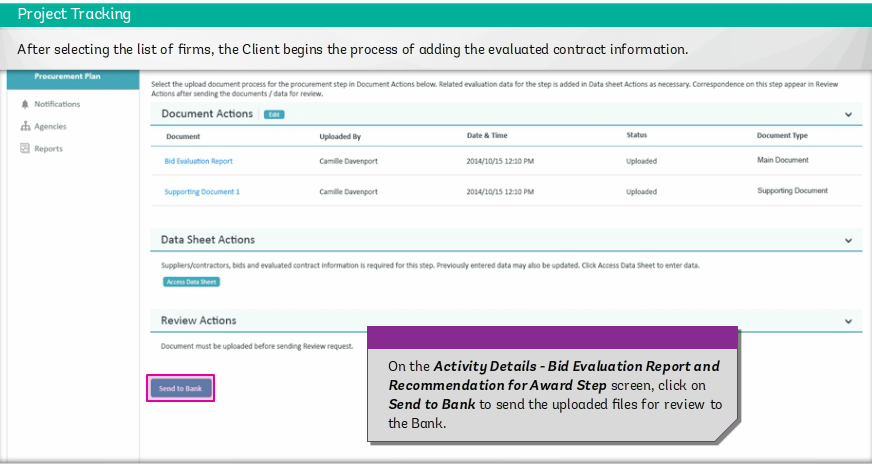 Project Tracking
After selecting the list of firms, the Client begins the process of adding the evaluated contract information.
Procurement Plan
Notifications
Agencies
Reports
Select the upload document process for the procurement step in Document Actions below. Related evaluation data for the step is added in Data sheet Actions as necessary. Correspondence on this step appear in Review
Actions after sending the documents / data for review.
Document Actions Edit
Document Uploaded By Date & Time Status Document Type
Bid Evaluation Report Camille Davenport 2014/10/15 12:10 PM Uploaded Main Document
Supporting Document 1 Camille Davenport 2014/10/15 12:10 PM Uploaded Supporting Document
Data Sheet Actions
Suppliers/contractors, bids and evaluated contract information is required for this step. Previously entered data may also be updated. Click Access Data Sheet to enter data.
Access Data Sheet
Review Actions
Document must be uploaded before sending Review request.
Send to Bank
On the Activity Details - Bid Evaluation Report and
Recommendation for Award Step screen, click on
Send to Bank to send the uploaded files for review to
the Bank.